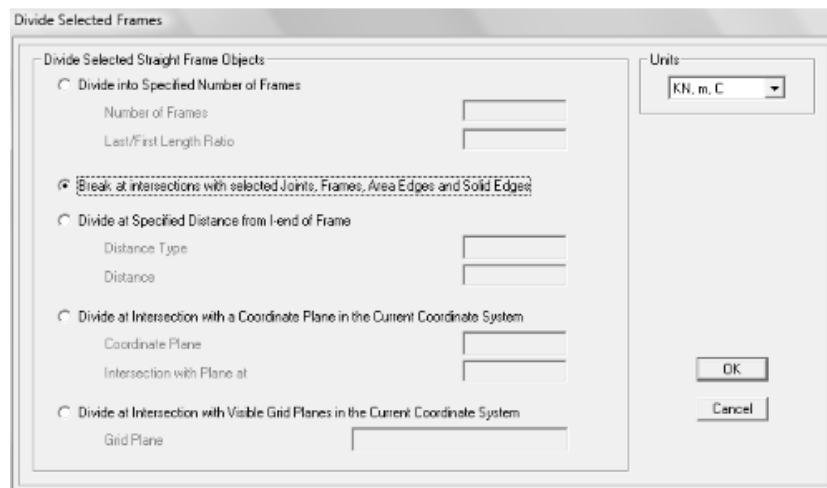 Divide Selected Frames
Divide Selected Straight Frame Objects
Divide into Specified Number of Frames
Number of Frames
Last/First Length Ratio
Break at intersections with selected Joints, Frames, Area Edges and Solid Edges
Divide at Specified Distance from I-end of Frame
Distance Type
Distance
Divide at Intersection with a Coordinate Plane in the Current Coordinate System
Coordinate Plane
Intersection with Plane at
Divide at Intersection with Visible Grid Planes in the Current Coordinate System
Grid Plane
Units
KN, m, C
OK
Cancel